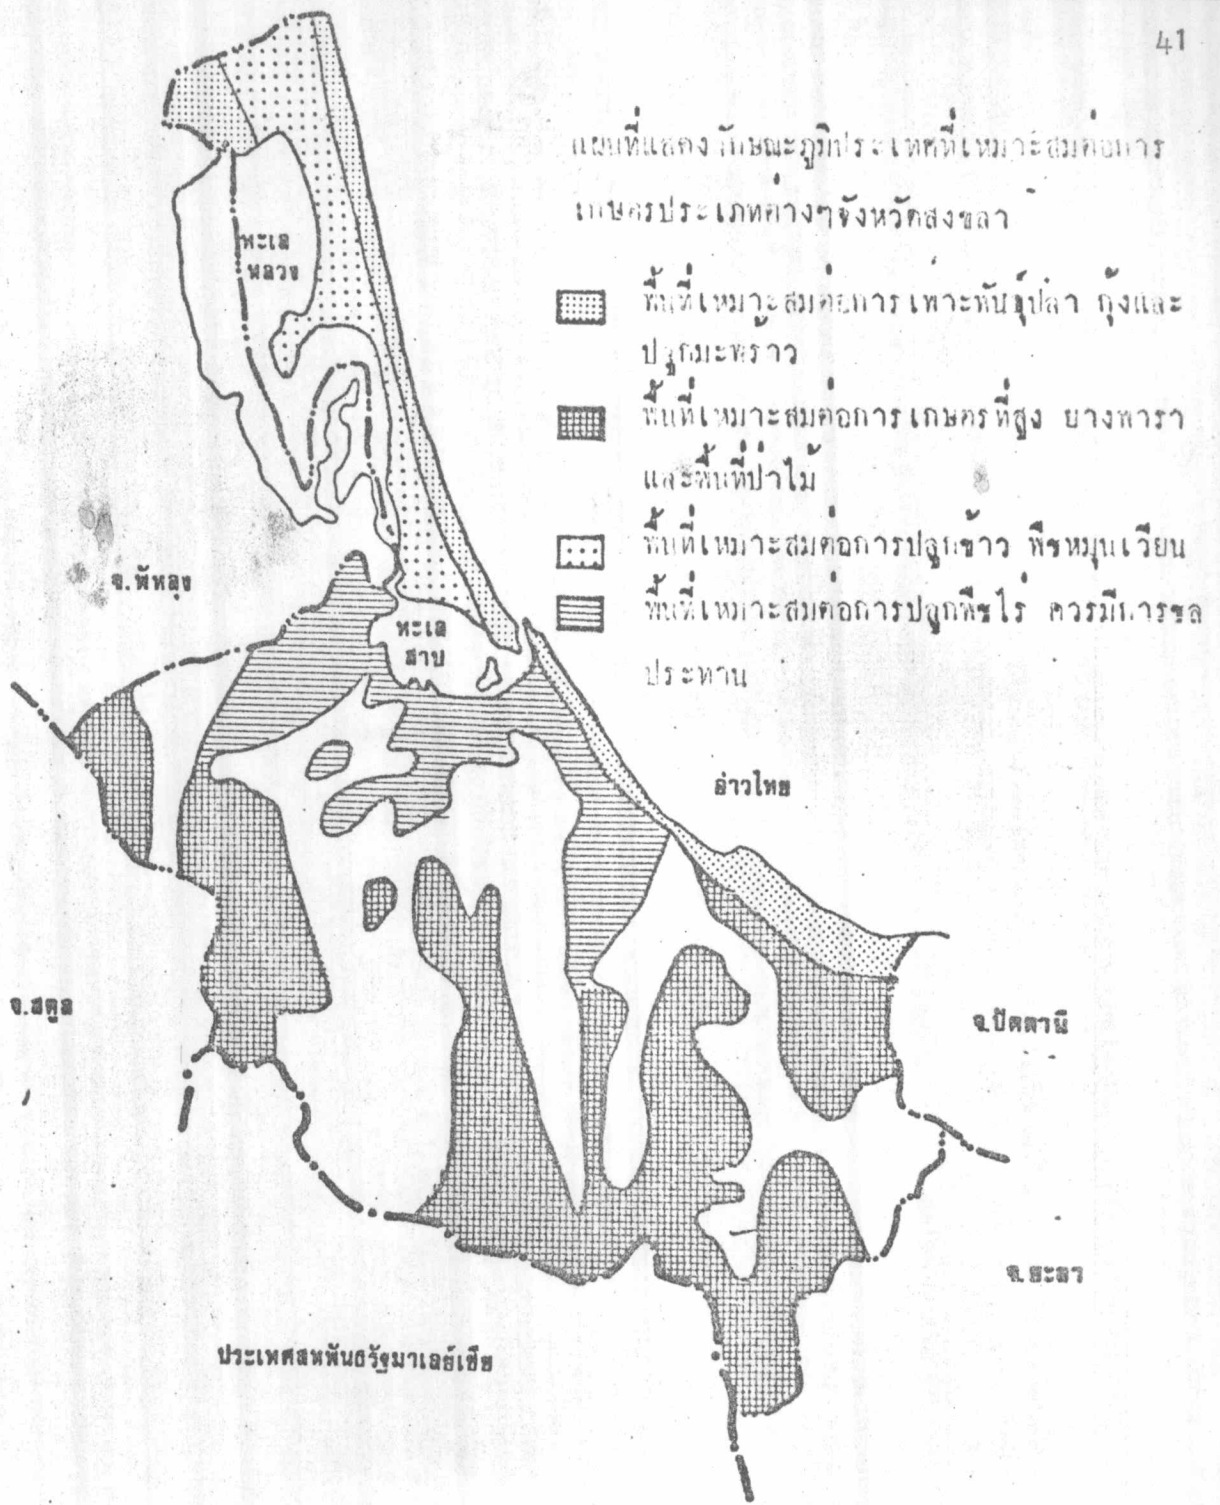 41
แผนที่แสดงลักษณะภูมิประเทศที่เหมาะสมต่อการ
เกษตรประเภทต่างๆจังหวัดสงขลา
พื้นที่เหมาะสมต่อการเพาะพันธุ์ปลา กุ้งและ
ปลูกมะพร้าว
พื้นที่เหมาะสมต่อการเกษตรที่สูง ยางพารา
และพื้นที่ป่าไม้
พื้นที่เหมาะสมต่อการปลูกข้าว พืชหมุนเวียน
พื้นที่เหมาะสมต่อการปลูกพืชไร่ ควรมีการชล
ประทาน
ทะเล
หลวง
จ.พัทลุง
ทะเล
สาบ
อ่าวไทย
จ.สตูล
จ.ปัตตานี
จ.ยะลา
ประเทศสหพันธรัฐมาเลย์เซีย